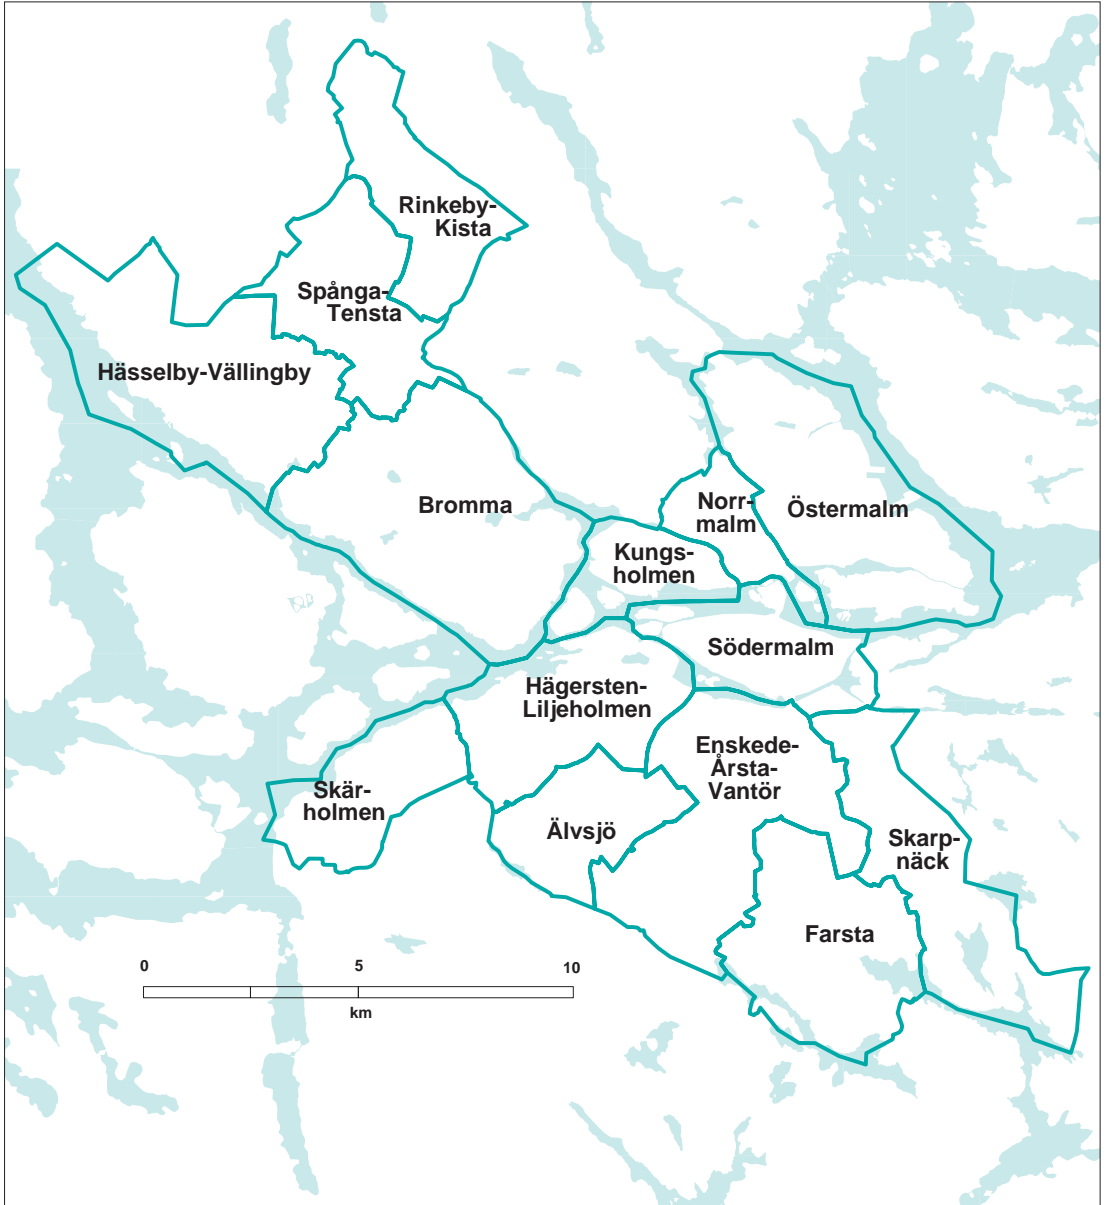 Rinkeby-
Kista
Spånga-
Tensta
Hässelby-Vällingby
Bromma
Norr-
malm
Östermalm
Kungs-
holmen
Södermalm
Hägersten-
Liljeholmen
Enskede-
Årsta-
Vantör
Skär-
holmen
Älvsjö
Skarp-
näck
Farsta
0 5 10
km